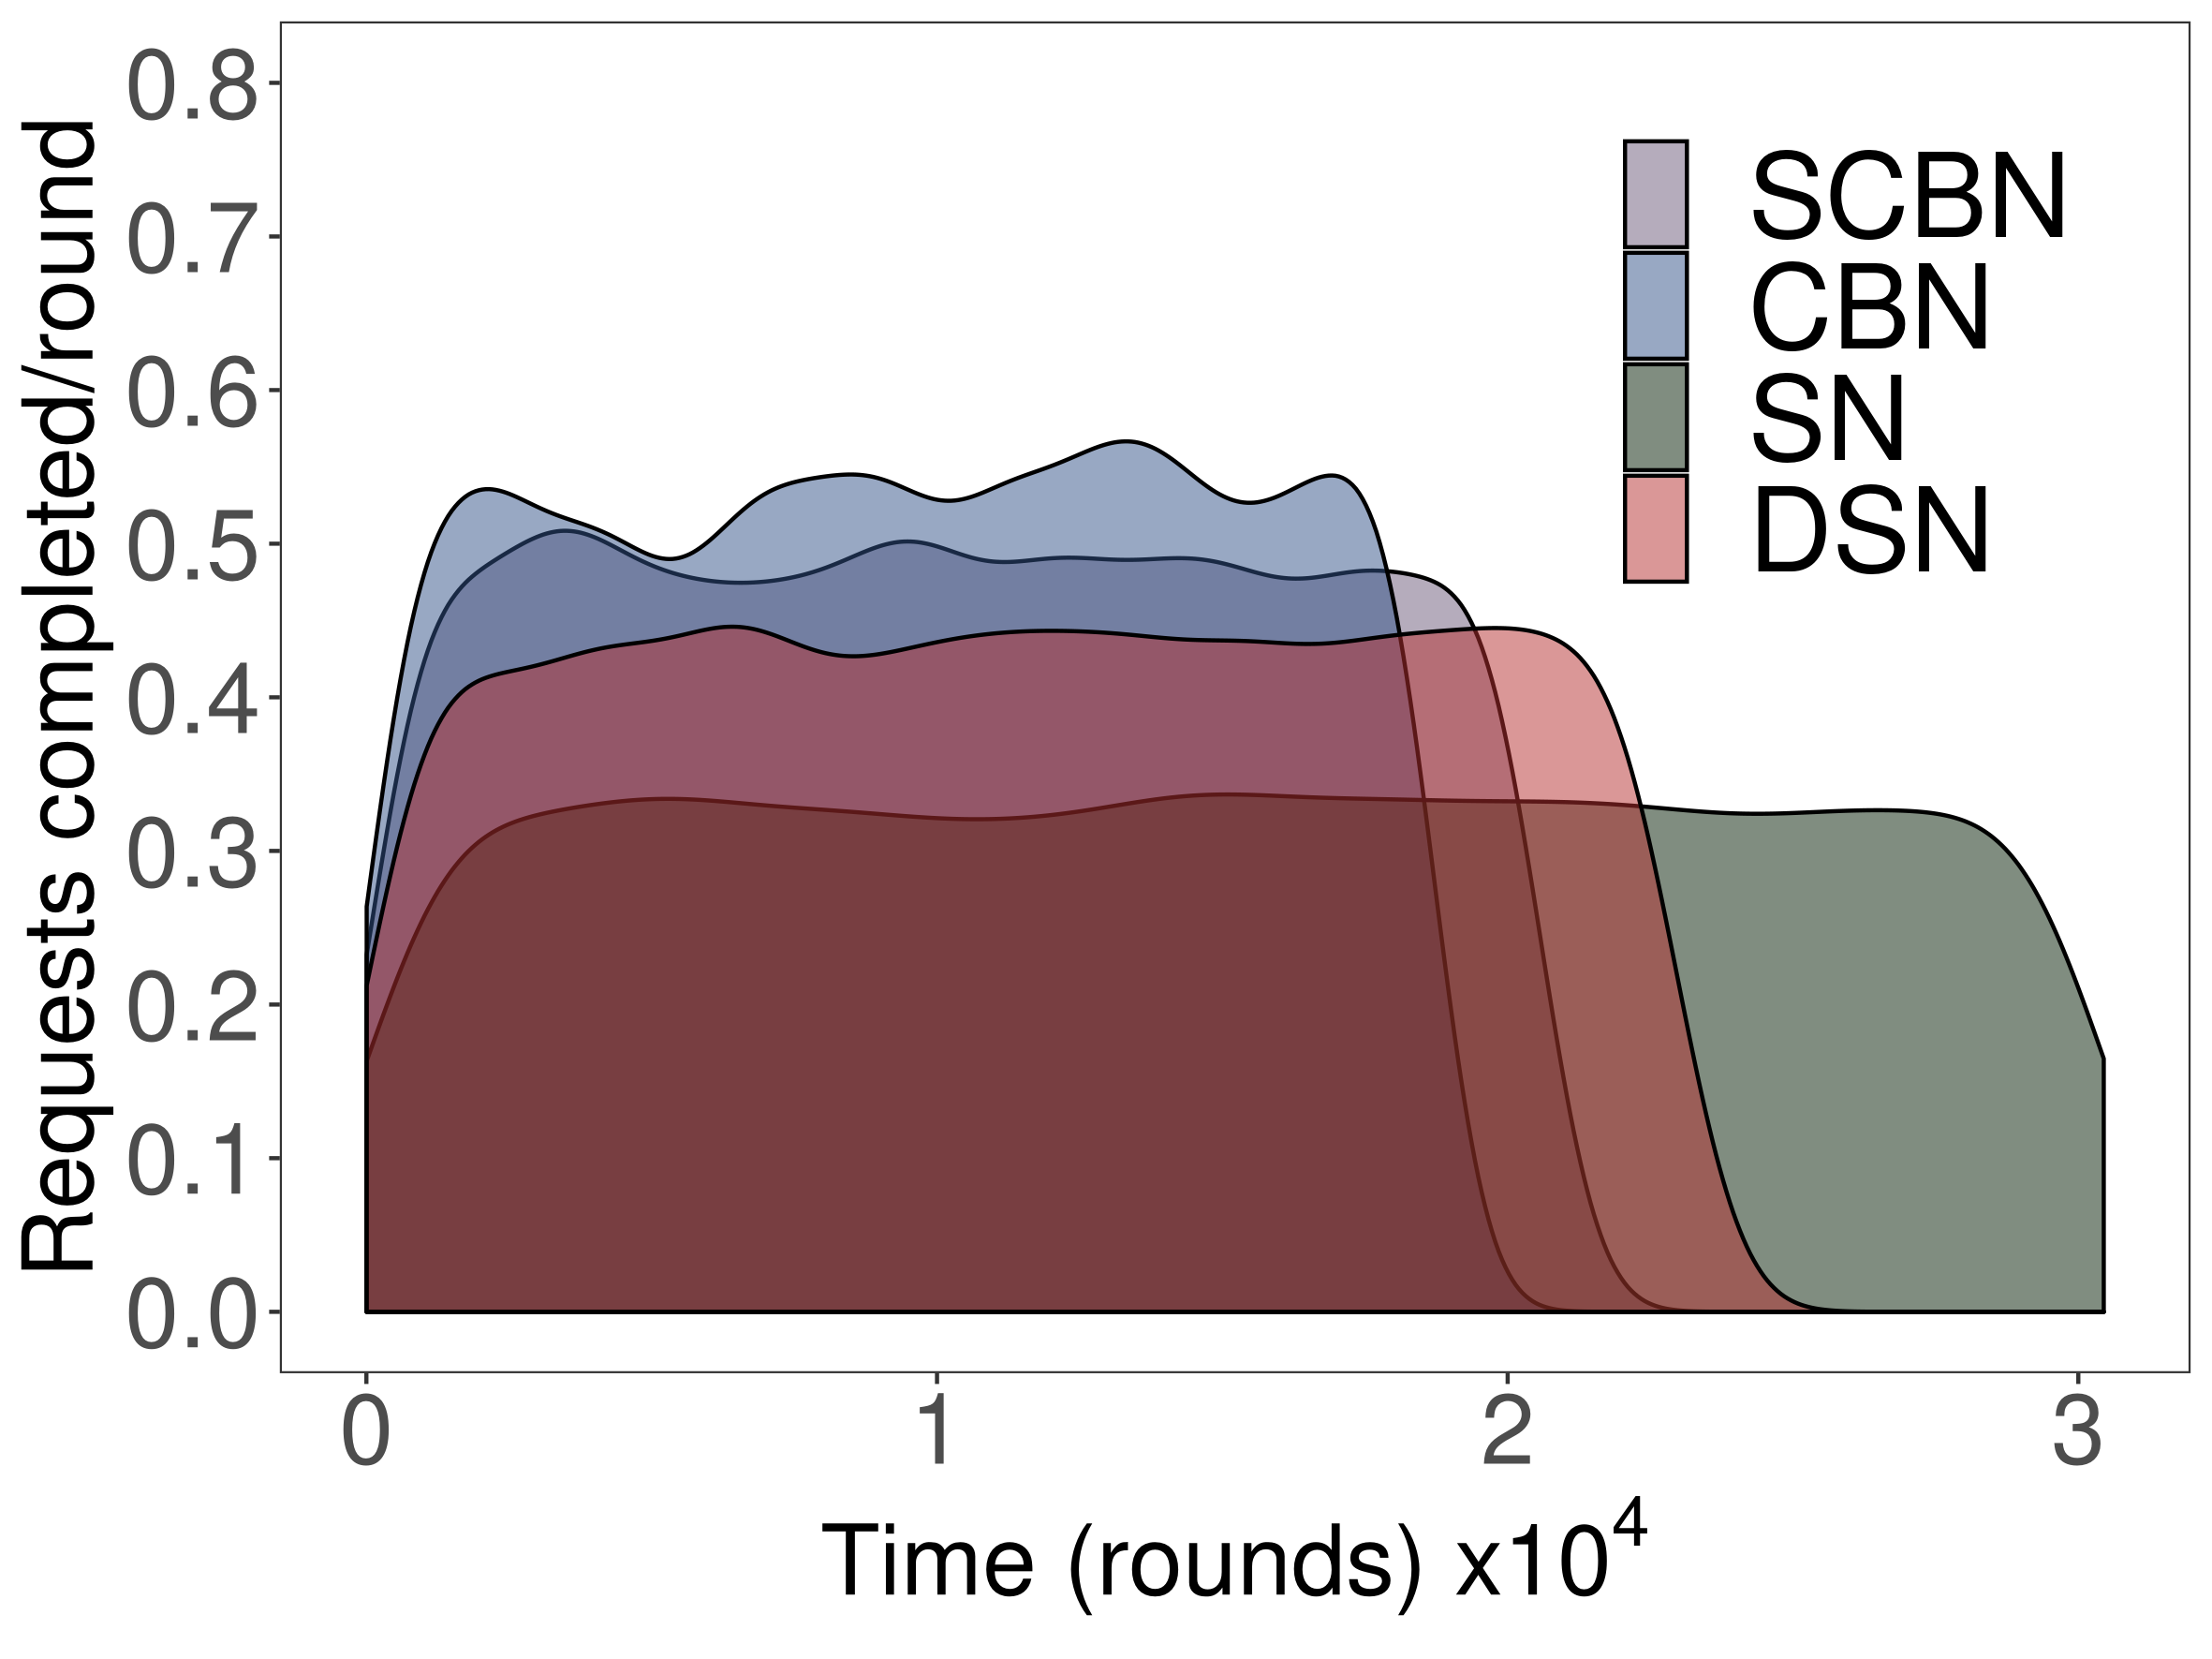 Requests completed/round
0.8
0.7
0.6
0.5
0.4
0.3
0.2
0.1
0.0
SCBN
CBN
SN
DSN
0 1 2 3
Time (rounds) x10⁴